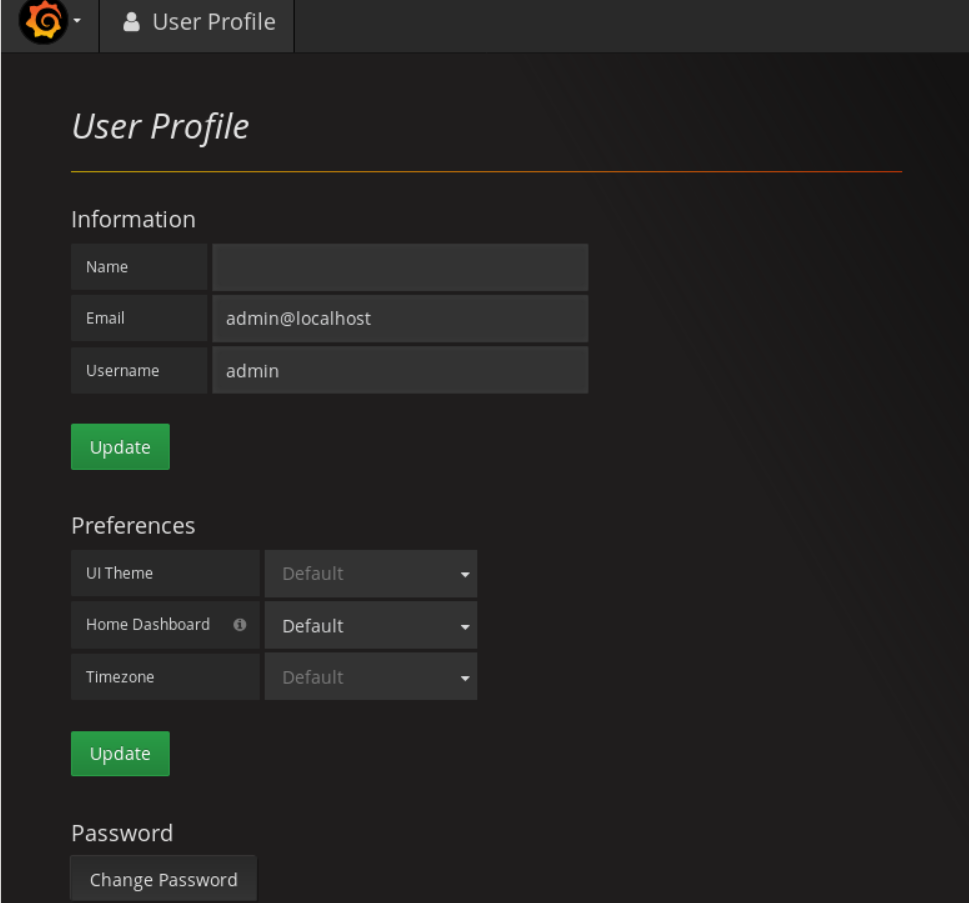 User Profile
User Profile
Information
Name
Email admin@localhost
Username admin
Update
Preferences
UI Theme Default
Home Dashboard Default
Timezone Default
Update
Password
Change Password